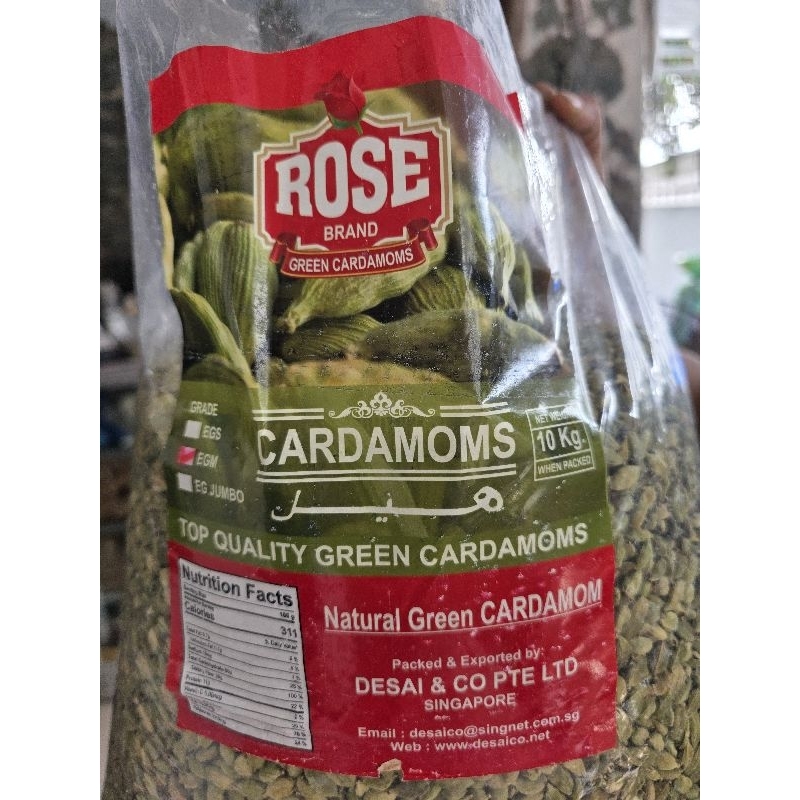 ROSE
BRAND
GREEN CARDAMOMS
GRADE
EGS
EGM
EG JUMBO
CARDAMOMS
هيل
10 Kg.
WHEN PACKED
TOP QUALITY GREEN CARDAMOMS
Nutrition Facts
100 g
Calories 311
Natural Green CARDAMOM
Packed & Exported by:
DESAI & CO PTE LTD
SINGAPORE
Email : desaico@singnet.com.sg
Web : www.desaico.net